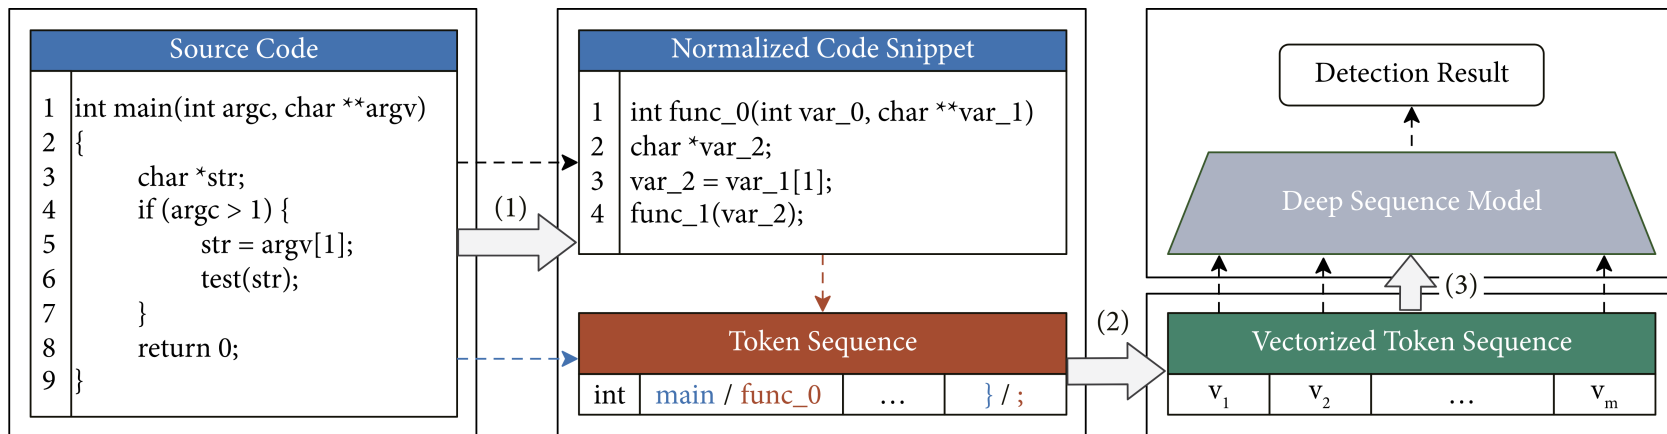 Source Code
1 int main(int argc, char **argv)
2 {
3 char *str;
4 if (argc > 1) {
5 str = argv[1];
6 test(str);
7 }
8 return 0;
9 }
(1)
Normalized Code Snippet
1 int func_0(int var_0, char **var_1)
2 char *var_2;
3 var_2 = var_1[1];
4 func_1(var_2);
Token Sequence
int main / func_0 ... } / ;
(2)
Detection Result
Deep Sequence Model
(3)
Vectorized Token Sequence
v1 v2 ... vm